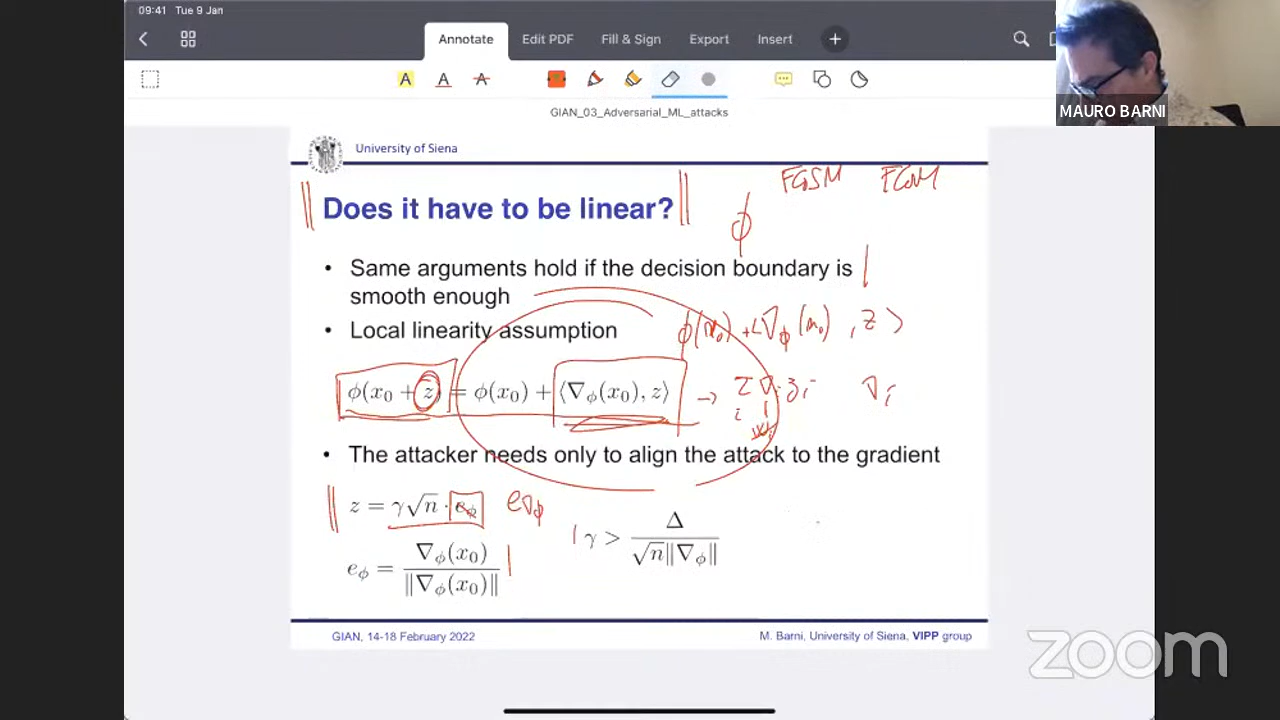 09:41 Tue 9 Jan
Annotate Edit PDF Fill & Sign Export Insert +
A A A
GIAN_03_Adversarial_ML_attacks
MAURO BARNI
University of Siena
FGSM FGM
Does it have to be linear?
ϕ
• Same arguments hold if the decision boundary is
smooth enough
• Local linearity assumption
ϕ(x₀) + <∇ϕ(x₀), z>
ϕ(x₀ + z) = ϕ(x₀) + ⟨∇ϕ(x₀), z⟩ → Σ ∇ᵢ zᵢ ∇ᵢ
i
• The attacker needs only to align the attack to the gradient
z = γ√n · eϕ e∇ϕ
γ > Δ / √n‖∇ϕ‖
eϕ = ∇ϕ(x₀) / ‖∇ϕ(x₀)‖
GIAN, 14-18 February 2022
M. Barni, University of Siena, VIPP group
zoom